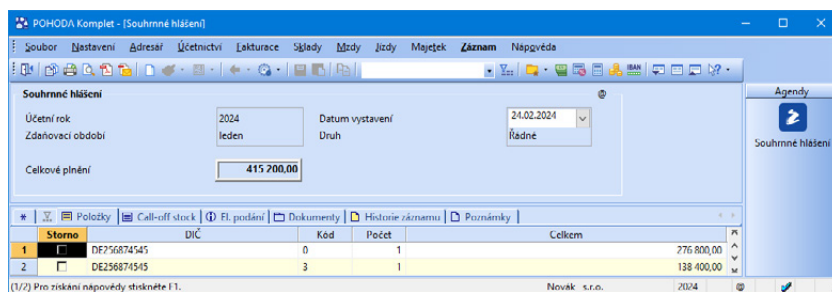 POHODA Komplet - [Souhrnné hlášení]
Soubor Nastavení Adresář Účetnictví Fakturace Sklady Mzdy Jízdy Majetek Záznam Nápověda
IBAN
Souhrnné hlášení @
Agendy
Účetní rok 2024 Datum vystavení 24.02.2024
Zdaňovací období leden Druh Řádné
Souhrnné hlášení
Celkové plnění 415 200,00
* Položky Call-off stock El. podání Dokumenty Historie záznamu Poznámky
Storno DIČ Kód Počet Celkem
1 DE256874545 0 1 276 800,00
2 DE256874545 3 1 138 400,00
(1/2) Pro získání nápovědy stiskněte F1. Novák s.r.o. 2024 @